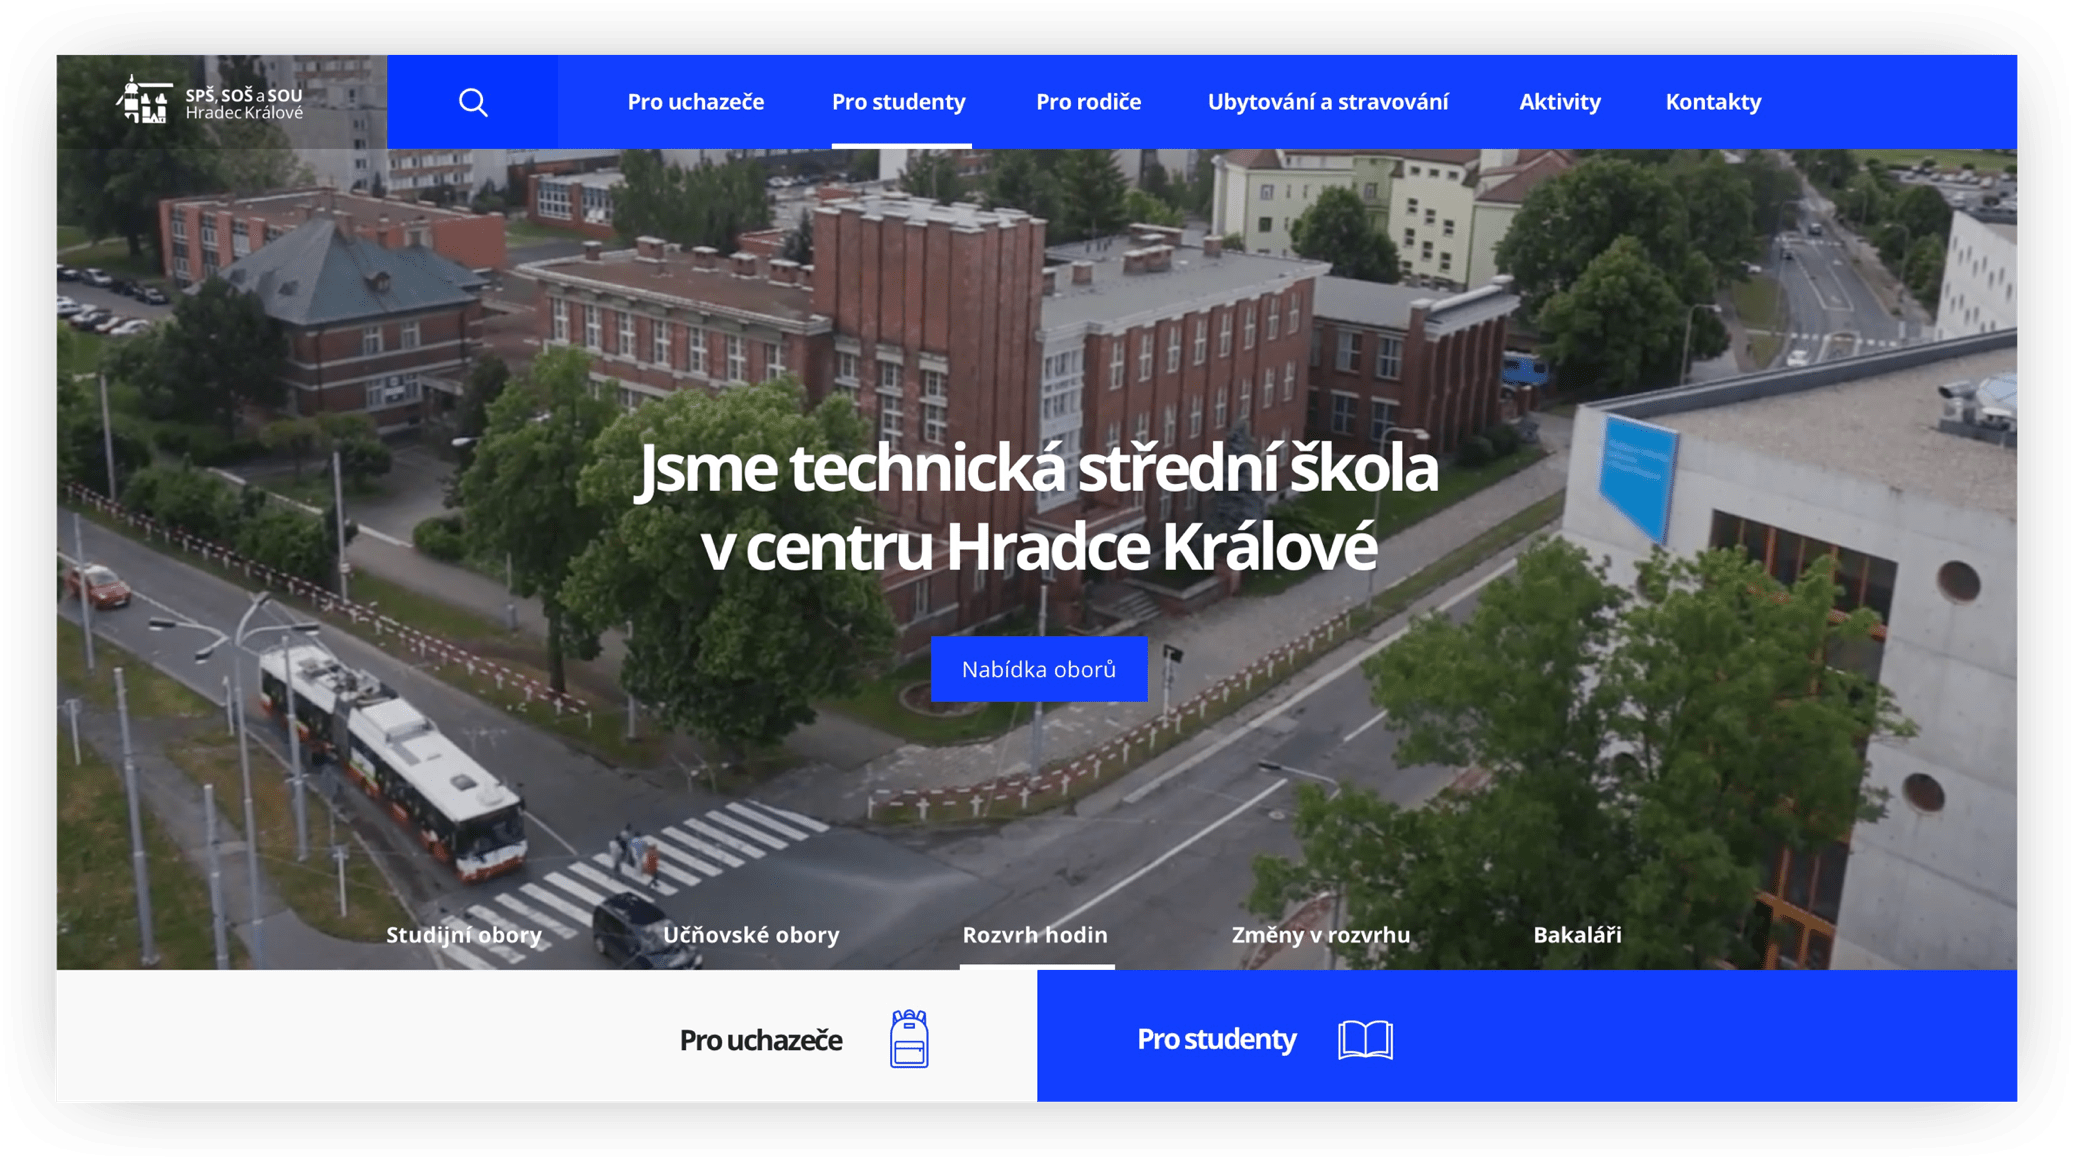 SPŠ, SOŠ a SOU
Hradec Králové
Pro uchazeče
Pro studenty
Pro rodiče
Ubytování a stravování
Aktivity
Kontakty
Jsme technická střední škola
v centru Hradce Králové
Nabídka oborů
Studijní obory
Učňovské obory
Rozvrh hodin
Změny v rozvrhu
Bakaláři
Pro uchazeče
Pro studenty